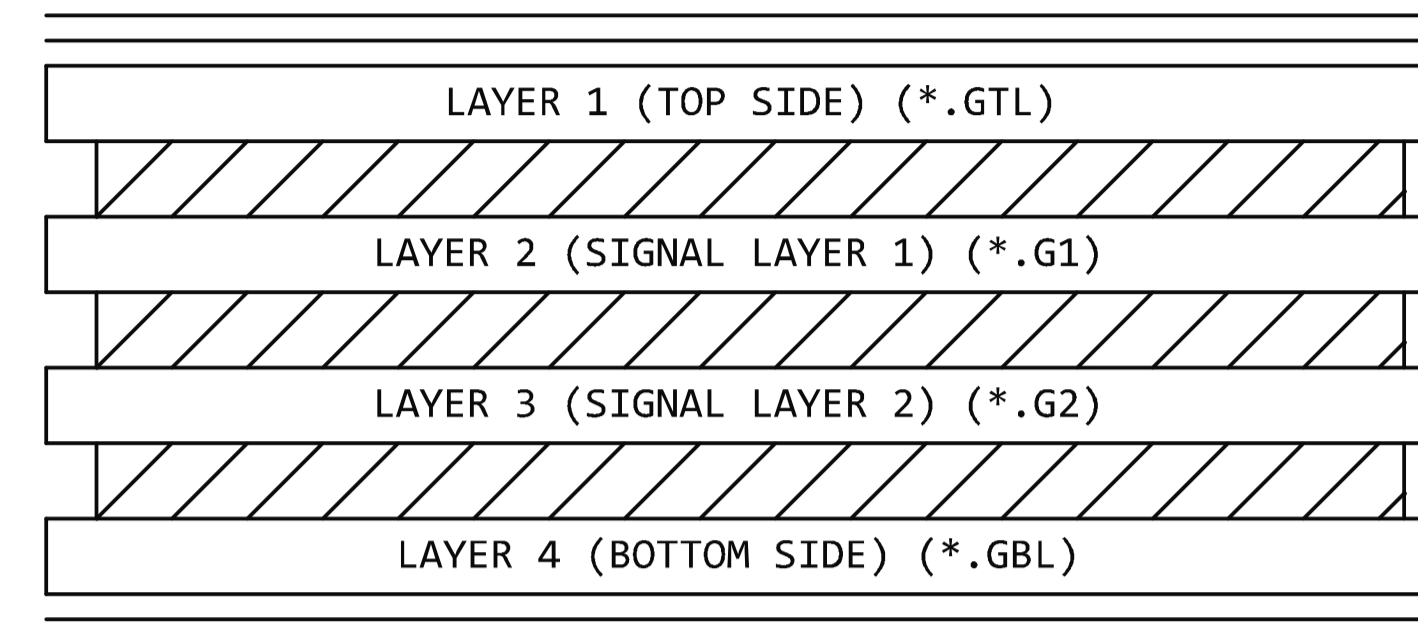 LAYER 1 (TOP SIDE) (*.GTL)
LAYER 2 (SIGNAL LAYER 1) (*.G1)
LAYER 3 (SIGNAL LAYER 2) (*.G2)
LAYER 4 (BOTTOM SIDE) (*.GBL)